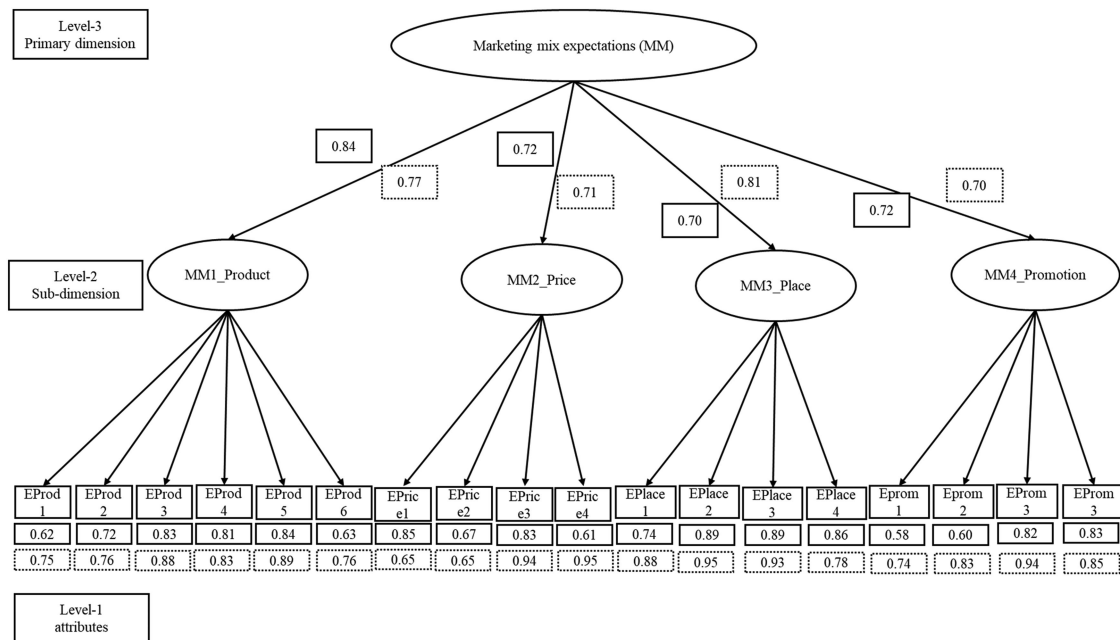 Level-3
Primary dimension
Marketing mix expectations (MM)
0.84
0.77
0.72
0.71
0.81
0.70
0.70
0.72
Level-2
Sub-dimension
MM1_Product
MM2_Price
MM3_Place
MM4_Promotion
EProd
1
EProd
2
EProd
3
EProd
4
EProd
5
EProd
6
EPric
e1
EPric
e2
EPric
e3
EPric
e4
EPlace
1
EPlace
2
EPlace
3
EPlace
4
Eprom
1
Eprom
2
EProm
3
EProm
3
0.62 0.72 0.83 0.81 0.84 0.63 0.85 0.67 0.83 0.61 0.74 0.89 0.89 0.86 0.58 0.60 0.82 0.83
0.75 0.76 0.88 0.83 0.89 0.76 0.65 0.65 0.94 0.95 0.88 0.95 0.93 0.78 0.74 0.83 0.94 0.85
Level-1
attributes